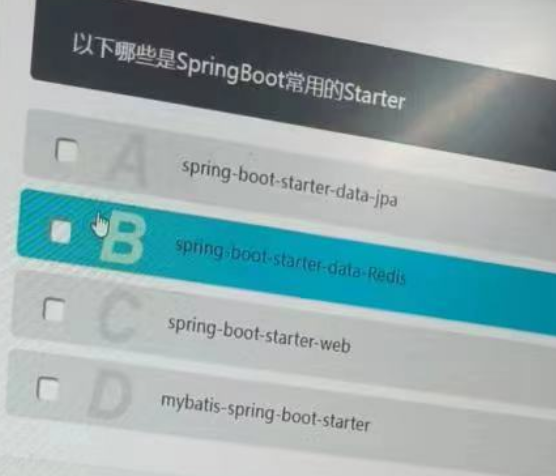 以下哪些是SpringBoot常用的Starter
A spring-boot-starter-data-jpa
B spring-boot-starter-data-Redis
C spring-boot-starter-web
D mybatis-spring-boot-starter